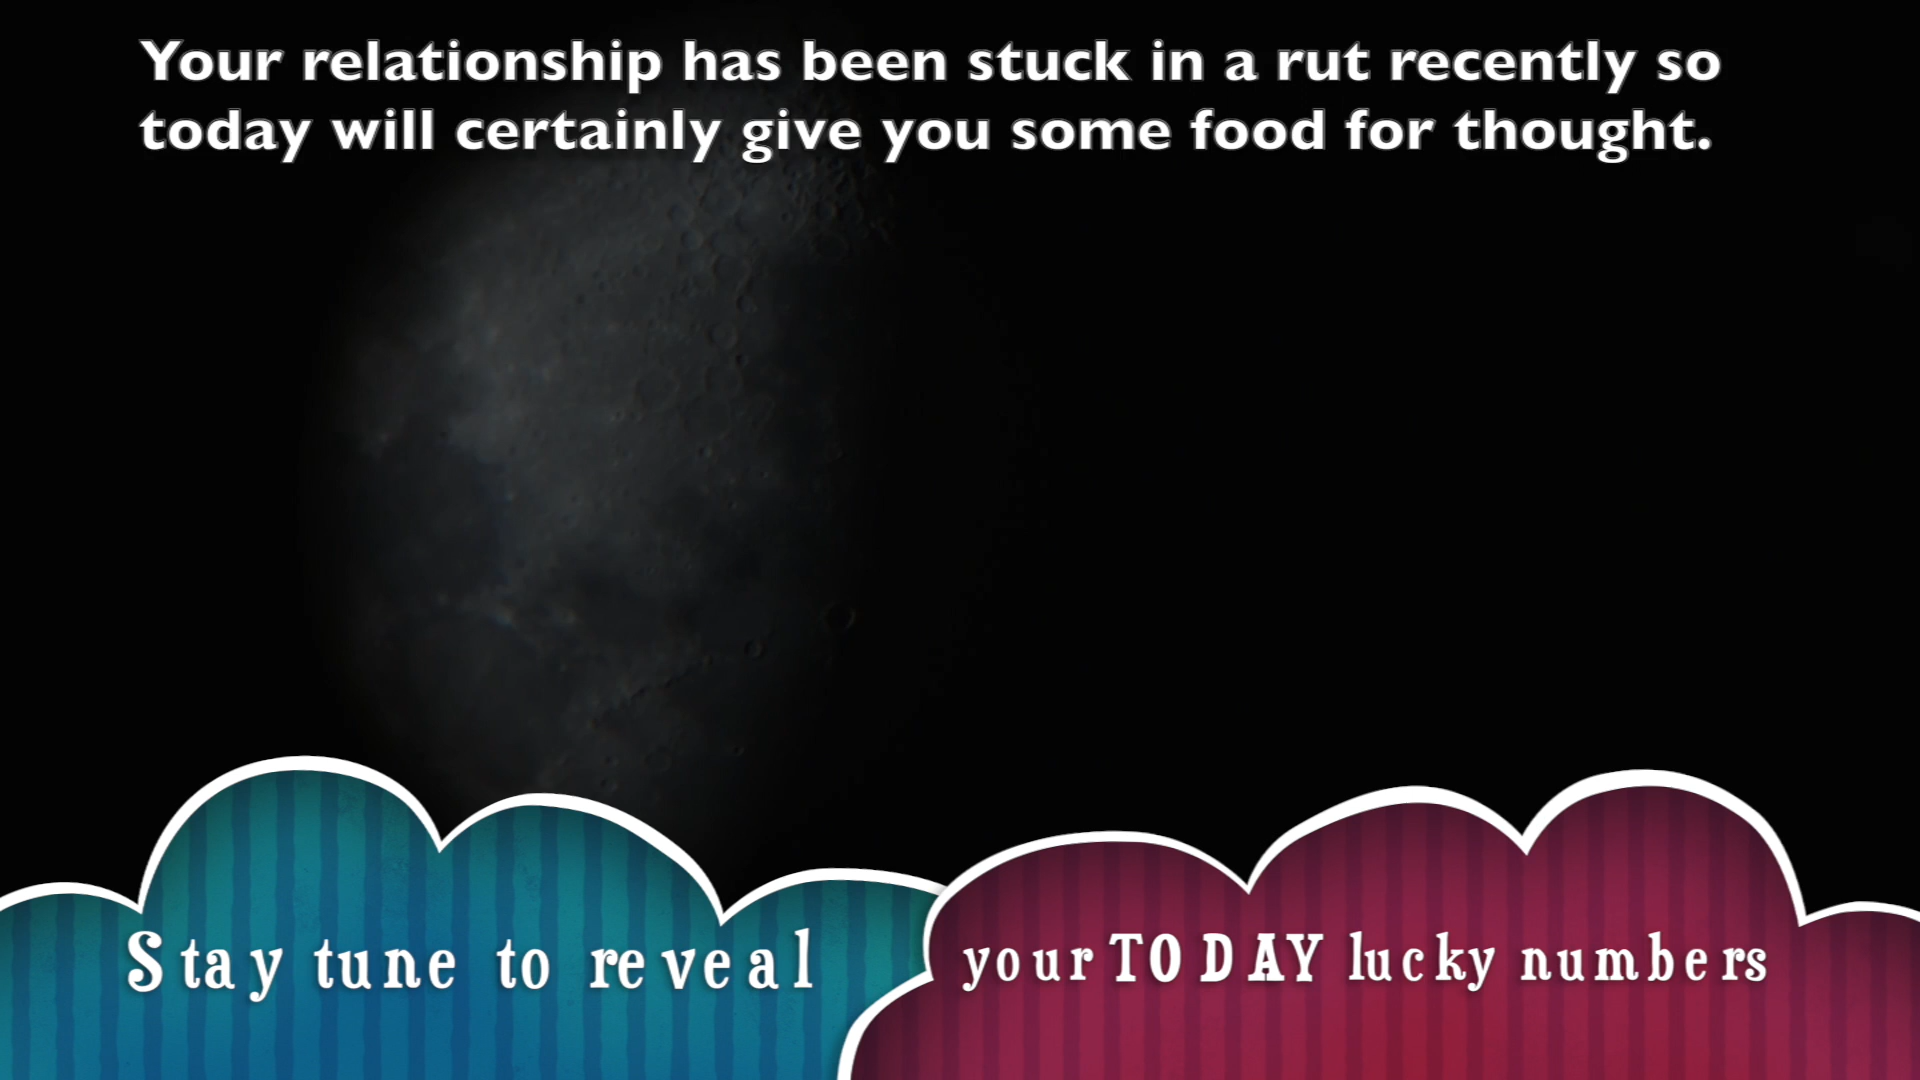 Your relationship has been stuck in a rut recently so
today will certainly give you some food for thought.
Stay tune to reveal your TODAY lucky numbers